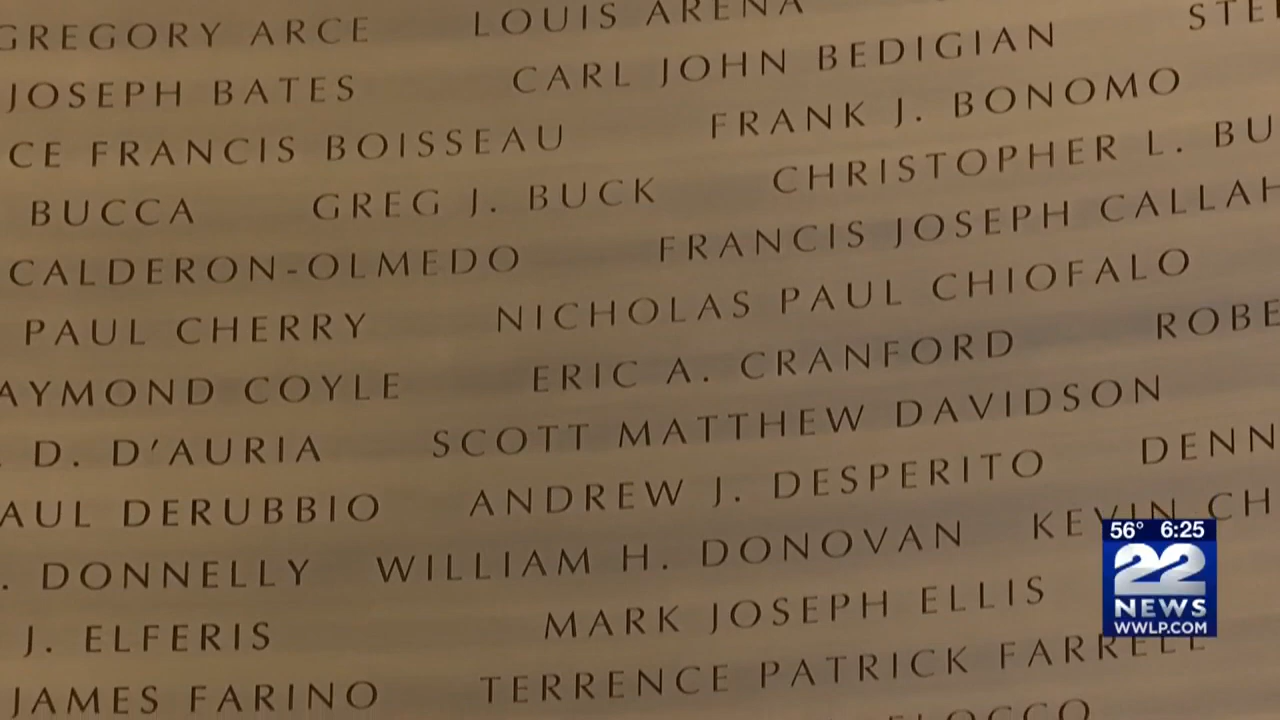 GREGORY ARCE LOUIS ARENA
JOSEPH BATES CARL JOHN BEDIGIAN STE
CE FRANCIS BOISSEAU FRANK J. BONOMO
BUCCA GREG J. BUCK CHRISTOPHER L. BU
CALDERON-OLMEDO FRANCIS JOSEPH CALLAH
PAUL CHERRY NICHOLAS PAUL CHIOFALO
AYMOND COYLE ERIC A. CRANFORD ROBE
D. D'AURIA SCOTT MATTHEW DAVIDSON
AUL DERUBBIO ANDREW J. DESPERITO DENN
. DONNELLY WILLIAM H. DONOVAN KEVIN CH
J. ELFERIS MARK JOSEPH ELLIS
JAMES FARINO TERRENCE PATRICK FARRELL
56° 6:25
22
NEWS
WWLP.COM